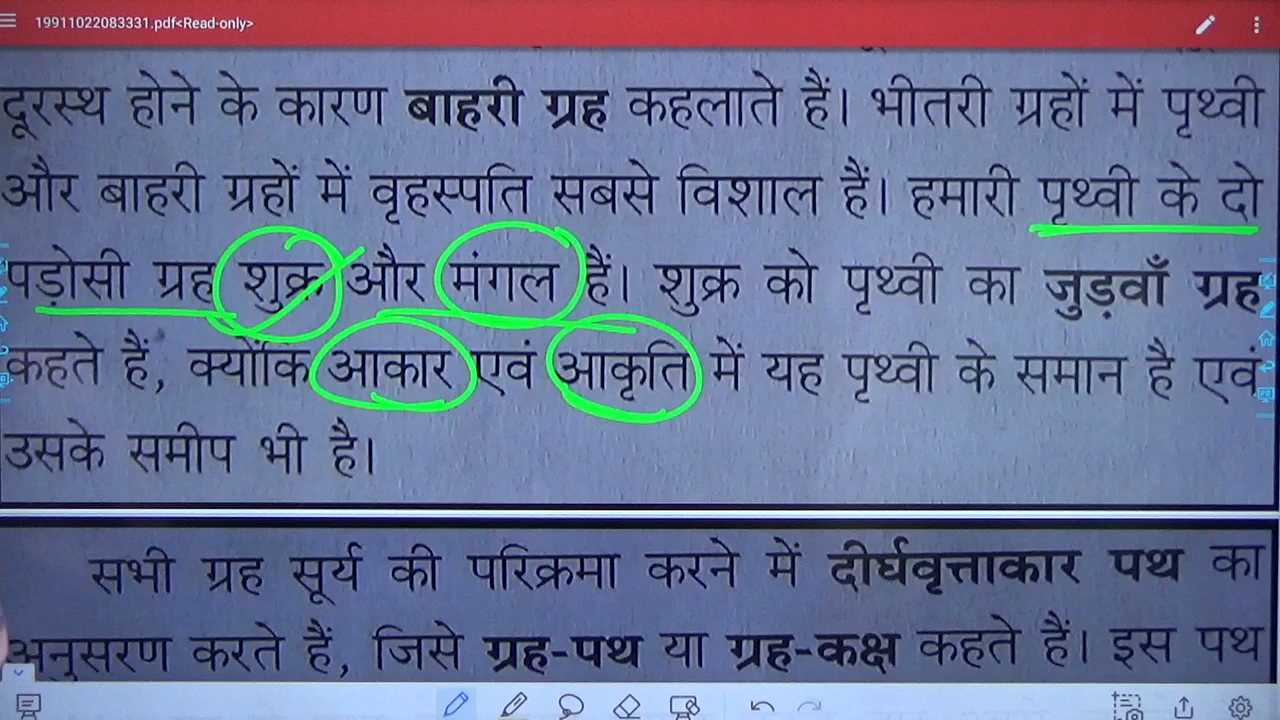 19911022083331.pdf<Read-only>
दूरस्थ होने के कारण बाहरी ग्रह कहलाते हैं। भीतरी ग्रहों में पृथ्वी
और बाहरी ग्रहों में वृहस्पति सबसे विशाल हैं। हमारी पृथ्वी के दो
पड़ोसी ग्रह शुक्र और मंगल हैं। शुक्र को पृथ्वी का जुड़वाँ ग्रह
कहते हैं, क्योंकि आकार एवं आकृति में यह पृथ्वी के समान है एवं
उसके समीप भी है।
सभी ग्रह सूर्य की परिक्रमा करने में दीर्घवृत्ताकार पथ का
अनुसरण करते हैं, जिसे ग्रह-पथ या ग्रह-कक्ष कहते हैं। इस पथ